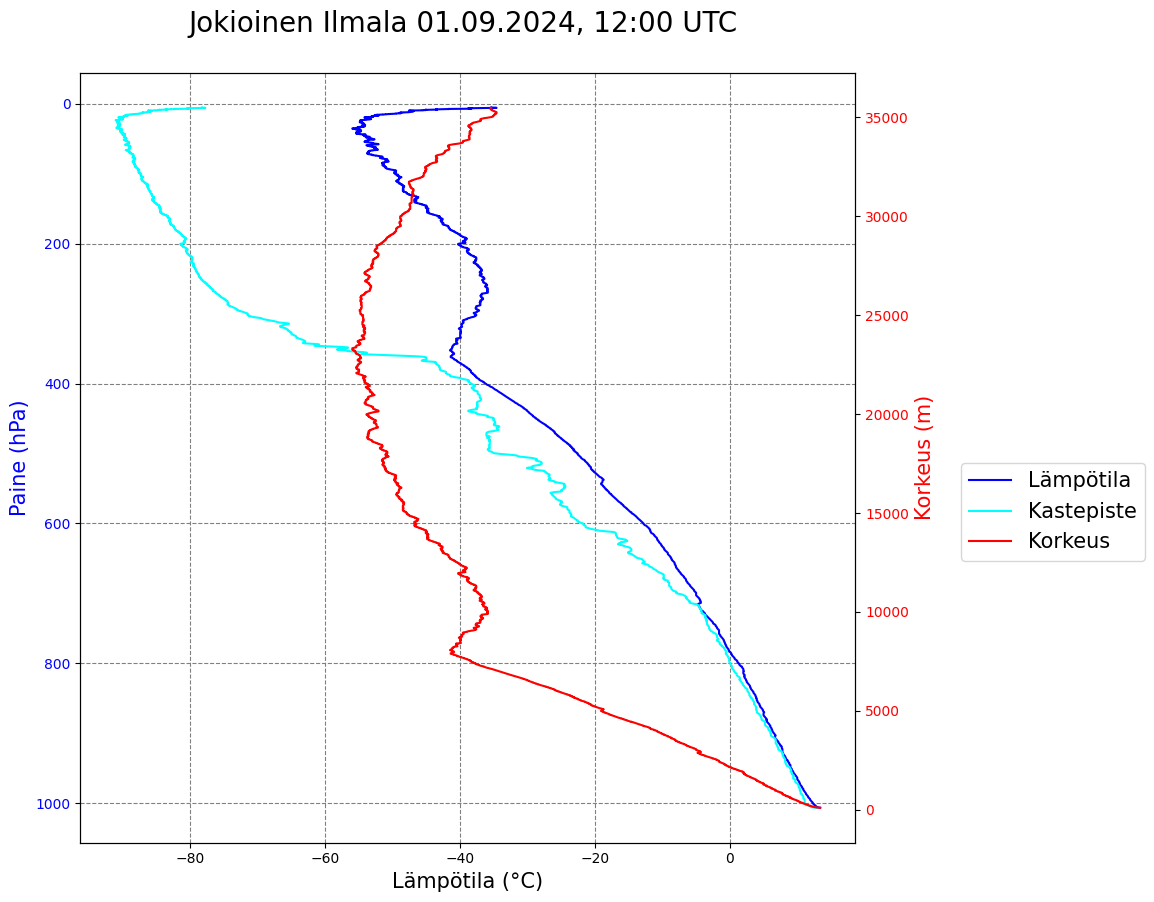 Jokioinen Ilmala 01.09.2024, 12:00 UTC
0
200
400
600
800
1000
Paine (hPa)
−80
−60
−40
−20
0
Lämpötila (°C)
35000
30000
25000
20000
15000
10000
5000
0
Korkeus (m)
Lämpötila
Kastepiste
Korkeus